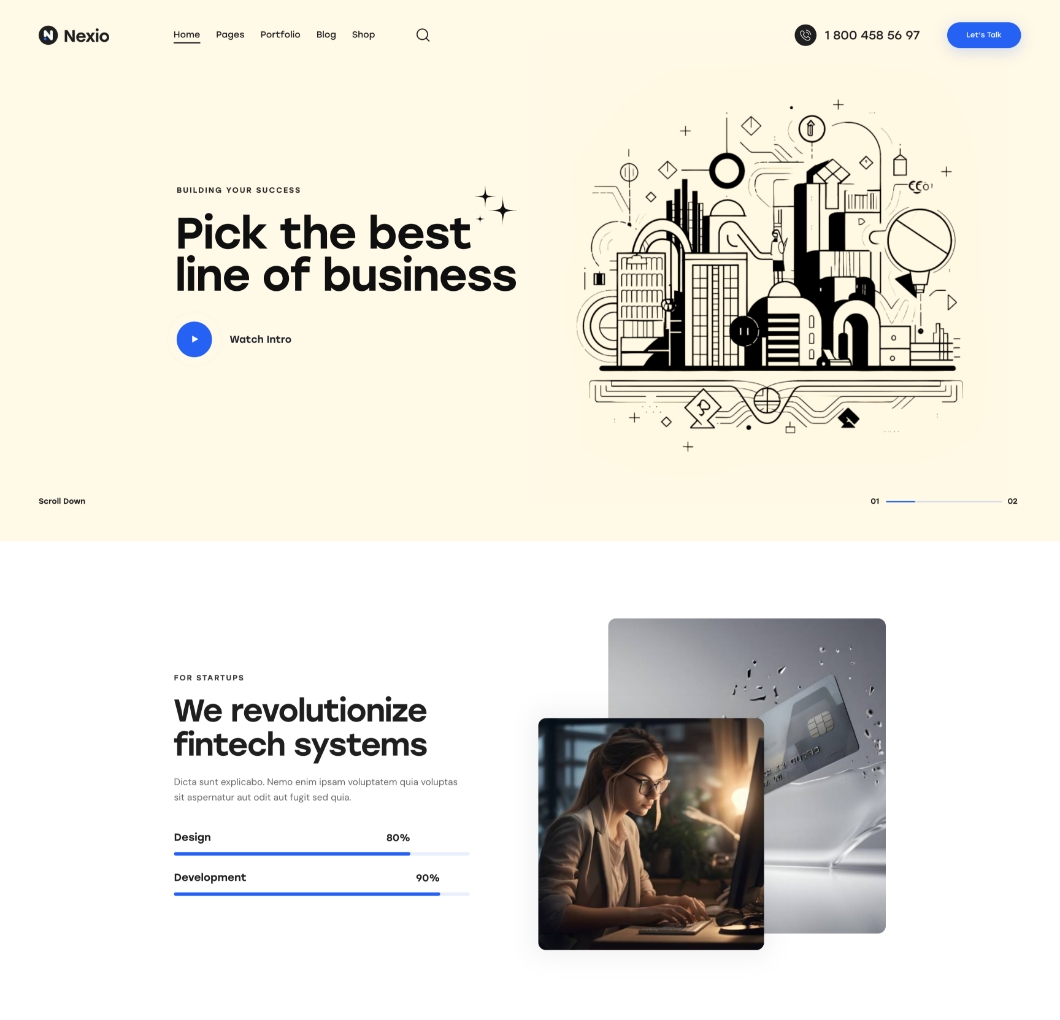 Nexio
Home Pages Portfolio Blog Shop
1 800 458 56 97
Let's Talk
BUILDING YOUR SUCCESS
Pick the best
line of business
Watch Intro
Scroll Down
01 02
FOR STARTUPS
We revolutionize
fintech systems
Dicta sunt explicabo. Nemo enim ipsam voluptatem quia voluptas
sit aspernatur aut odit aut fugit sed quia.
Design 80%
Development 90%